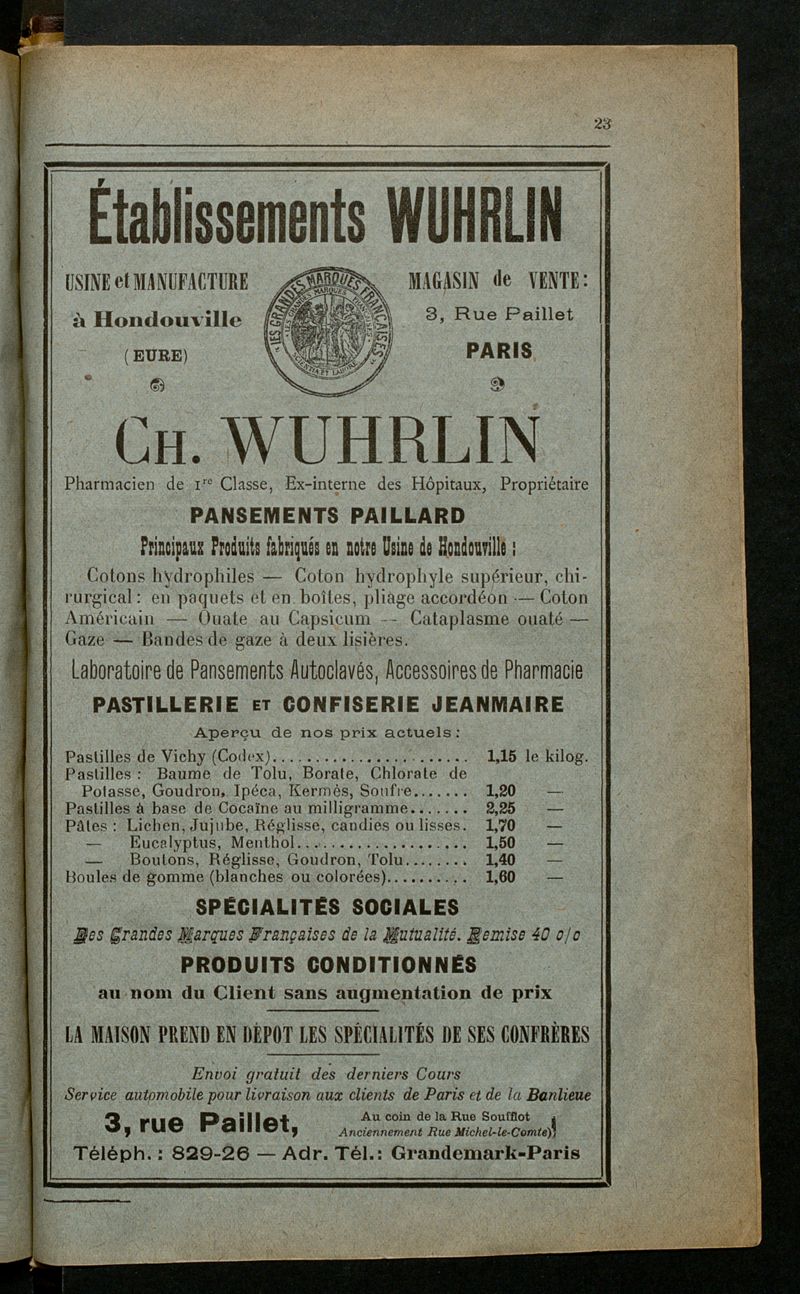 23
Établissements WUHRLIN
USINE et MANUFACTURE
à Hondouville
(EURE)
LES GRANDES MARQUES FRANÇAISES
MAGASIN de VENTE:
3, Rue Paillet
PARIS
CH. WUHRLIN
Pharmacien de 1re Classe, Ex-interne des Hôpitaux, Propriétaire
PANSEMENTS PAILLARD
Principaux Produits fabriqués en notre Usine de Hondouville :
Cotons hydrophiles — Coton hydrophyle supérieur, chi-
rurgical : en paquets et en boîtes, pliage accordéon — Coton
Américain — Ouate au Capsicum — Cataplasme ouaté —
Gaze — Bandes de gaze à deux lisières.
Laboratoire de Pansements Autoclavés, Accessoires de Pharmacie
PASTILLERIE ET CONFISERIE JEANMAIRE
Aperçu de nos prix actuels :
Pastilles de Vichy (Codex)...................... 1,15 le kilog.
Pastilles : Baume de Tolu, Borate, Chlorate de
Potasse, Goudron, Ipéca, Kermès, Soufre....... 1,20 —
Pastilles à base de Cocaïne au milligramme....... 2,25 —
Pâtes : Lichen, Jujube, Réglisse, candies ou lisses. 1,70 —
— Eucalyptus, Menthol.................... 1,50 —
— Boutons, Réglisse, Goudron, Tolu........ 1,40 —
Boules de gomme (blanches ou colorées).......... 1,60 —
SPÉCIALITÉS SOCIALES
Des Grandes Marques Françaises de la Mutualité. Remise 40 o/o
PRODUITS CONDITIONNÉS
au nom du Client sans augmentation de prix
LA MAISON PREND EN DÉPOT LES SPÉCIALITÉS DE SES CONFRÈRES
Envoi gratuit des derniers Cours
Service automobile pour livraison aux clients de Paris et de la Banlieue
3, rue Paillet, Au coin de la Rue Soufflot
Anciennement Rue Michel-le-Comte)
Téléph. : 829-26 — Adr. Tél.: Grandemark-Paris